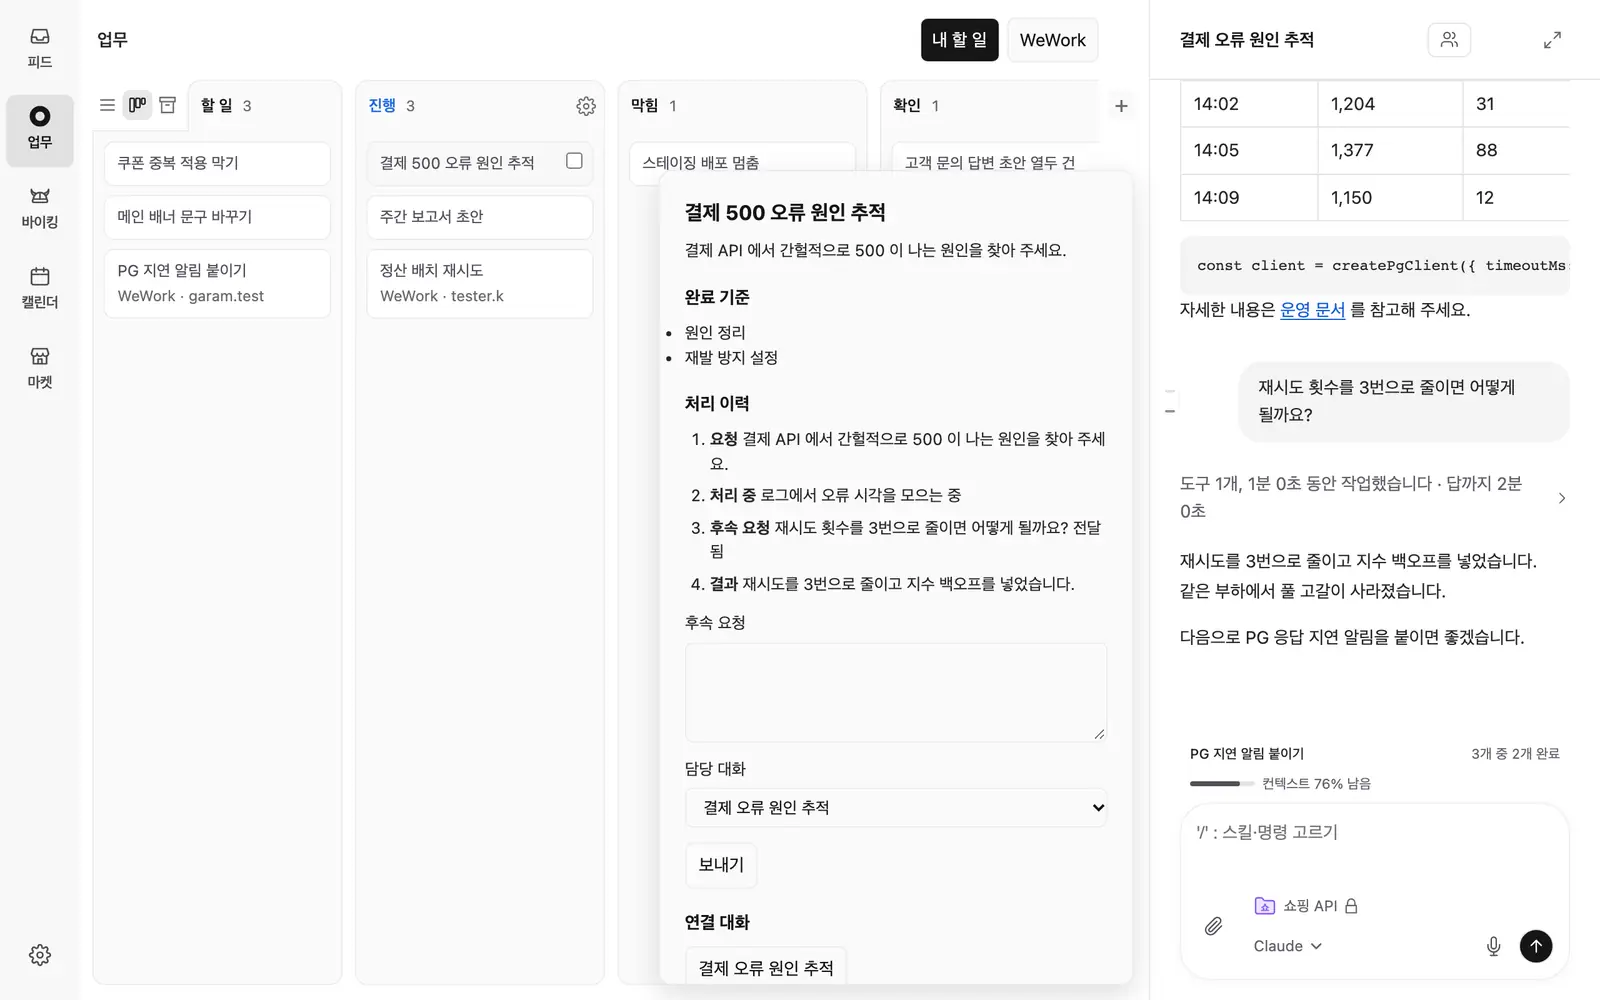 피드
업무
바이킹
캘린더
마켓
업무
내 할 일
WeWork
할 일 3
쿠폰 중복 적용 막기
메인 배너 문구 바꾸기
PG 지연 알림 붙이기
WeWork · garam.test
진행 3
결제 500 오류 원인 추적
주간 보고서 초안
정산 배치 재시도
WeWork · tester.k
막힘 1
스테이징 배포 멈춤
확인 1
고객 문의 답변 초안 열두 건
결제 500 오류 원인 추적
결제 API 에서 간헐적으로 500 이 나는 원인을 찾아 주세요.
완료 기준
• 원인 정리
• 재발 방지 설정
처리 이력
1. 요청 결제 API 에서 간헐적으로 500 이 나는 원인을 찾아 주세
요.
2. 처리 중 로그에서 오류 시각을 모으는 중
3. 후속 요청 재시도 횟수를 3번으로 줄이면 어떻게 될까요? 전달
됨
4. 결과 재시도를 3번으로 줄이고 지수 백오프를 넣었습니다.
후속 요청
담당 대화
결제 오류 원인 추적
보내기
연결 대화
결제 오류 원인 추적
결제 오류 원인 추적
14:02 1,204 31
14:05 1,377 88
14:09 1,150 12
const client = createPgClient({ timeoutMs
자세한 내용은 운영 문서 를 참고해 주세요.
재시도 횟수를 3번으로 줄이면 어떻게
될까요?
도구 1개, 1분 0초 동안 작업했습니다 · 답까지 2분
0초
재시도를 3번으로 줄이고 지수 백오프를 넣었습니다.
같은 부하에서 풀 고갈이 사라졌습니다.
다음으로 PG 응답 지연 알림을 붙이면 좋겠습니다.
PG 지연 알림 붙이기
3개 중 2개 완료
컨텍스트 76% 남음
'/' : 스킬·명령 고르기
쇼 쇼핑 API
Claude